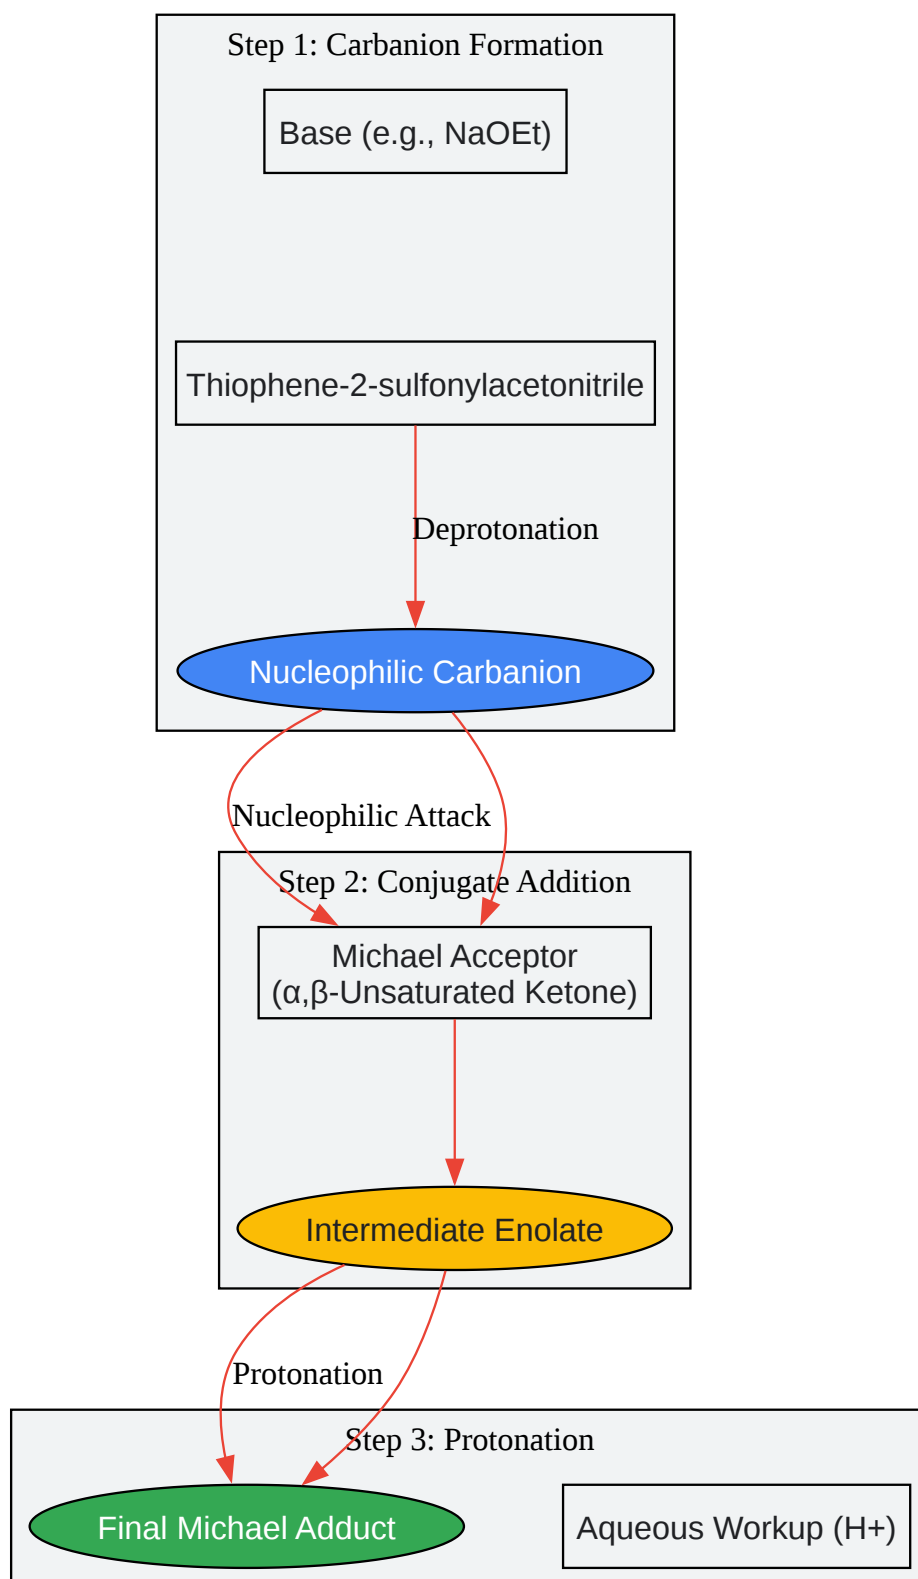 Step 1: Carbanion Formation
Base (e.g., NaOEt)
Thiophene-2-sulfonylacetonitrile
Deprotonation
Nucleophilic Carbanion
Nucleophilic Attack
Step 2: Conjugate Addition
Michael Acceptor
(α,β-Unsaturated Ketone)
Intermediate Enolate
Protonation
Step 3: Protonation
Final Michael Adduct
Aqueous Workup (H+)